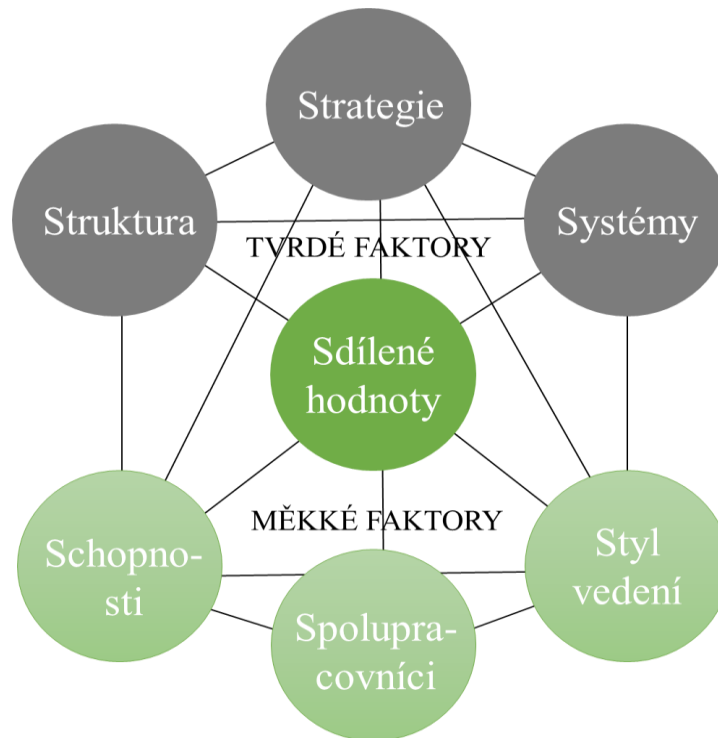 Strategie
Struktura
Systémy
TVRDÉ FAKTORY
Sdílené
hodnoty
MĚKKÉ FAKTORY
Schopno-
sti
Styl
vedení
Spolupra-
covníci